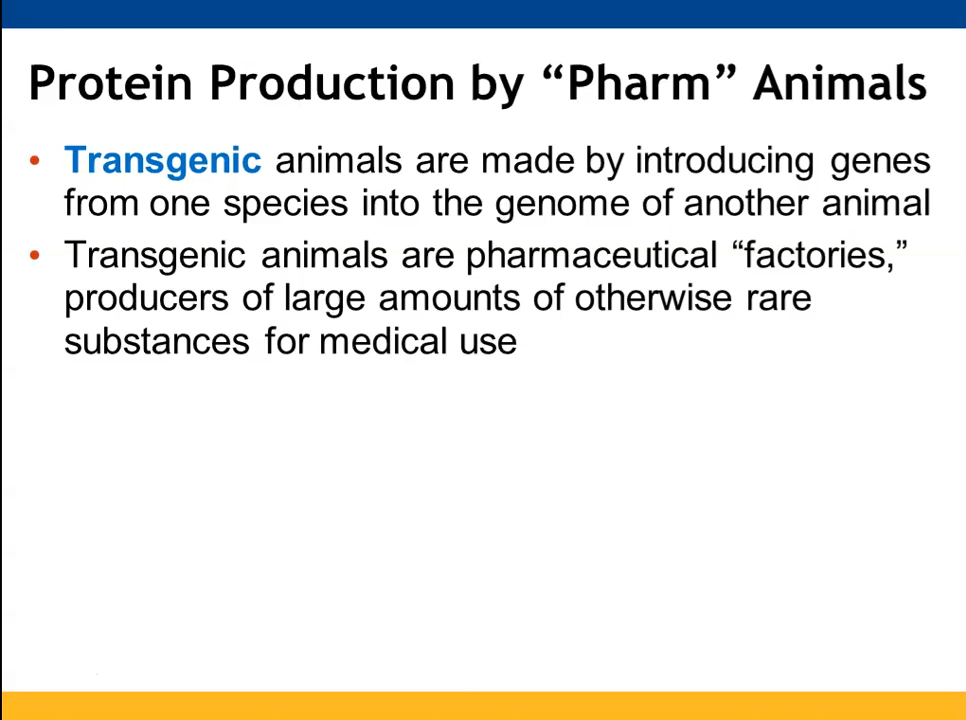 Protein Production by “Pharm” Animals
• Transgenic animals are made by introducing genes
from one species into the genome of another animal
• Transgenic animals are pharmaceutical “factories,”
producers of large amounts of otherwise rare
substances for medical use